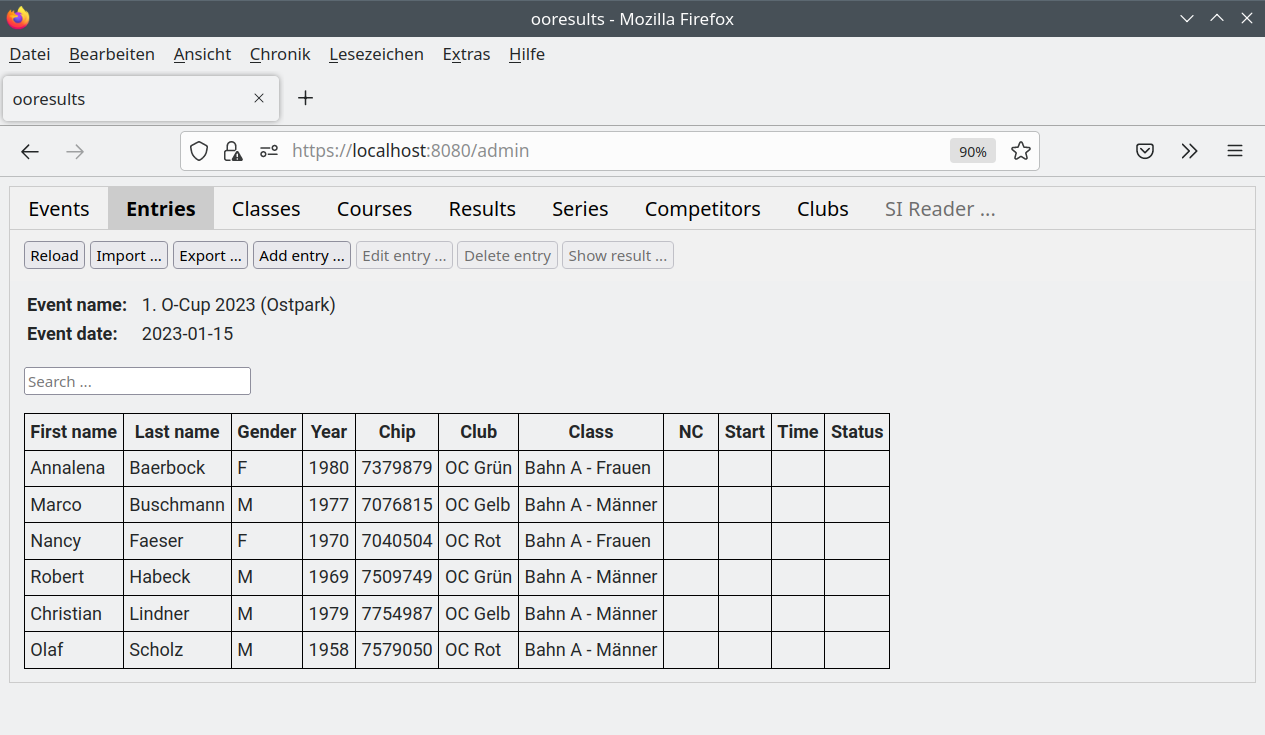 ooresults - Mozilla Firefox
Datei Bearbeiten Ansicht Chronik Lesezeichen Extras Hilfe
ooresults
https://localhost:8080/admin 90%
Events Entries Classes Courses Results Series Competitors Clubs SI Reader ...
Reload Import ... Export ... Add entry ... Edit entry ... Delete entry Show result ...
Event name: 1. O-Cup 2023 (Ostpark)
Event date: 2023-01-15
Search ...
First name Last name Gender Year Chip Club Class NC Start Time Status
Annalena Baerbock F 1980 7379879 OC Grün Bahn A - Frauen
Marco Buschmann M 1977 7076815 OC Gelb Bahn A - Männer
Nancy Faeser F 1970 7040504 OC Rot Bahn A - Frauen
Robert Habeck M 1969 7509749 OC Grün Bahn A - Männer
Christian Lindner M 1979 7754987 OC Gelb Bahn A - Männer
Olaf Scholz M 1958 7579050 OC Rot Bahn A - Männer